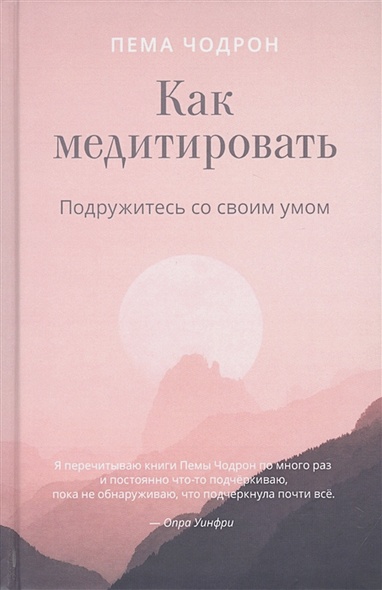 ПЕМА ЧОДРОН
Как
медитировать
Подружитесь со своим умом
Я перечитываю книги Пемы Чодрон по много раз
и постоянно что-то подчёркиваю,
пока не обнаруживаю, что подчеркнула почти всё.
— Опра Уинфри